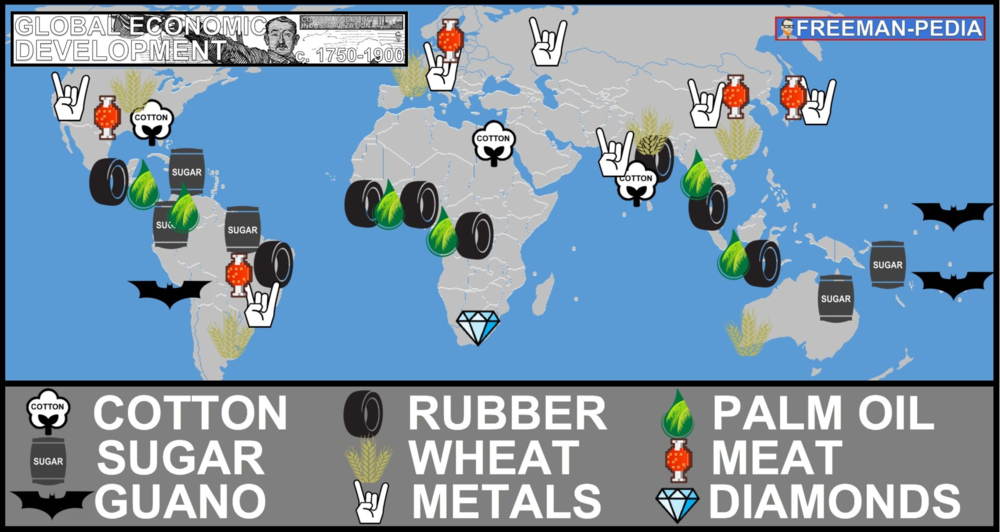 GLOBAL ECONOMIC
DEVELOPMENT
c. 1750-1900
FREEMAN-PEDIA
COTTON
SUGAR
COTTON
SUGAR
SUGAR
COTTON
SUGAR
SUGAR
COTTON COTTON
RUBBER
PALM OIL
SUGAR SUGAR
WHEAT
MEAT
GUANO
METALS
DIAMONDS